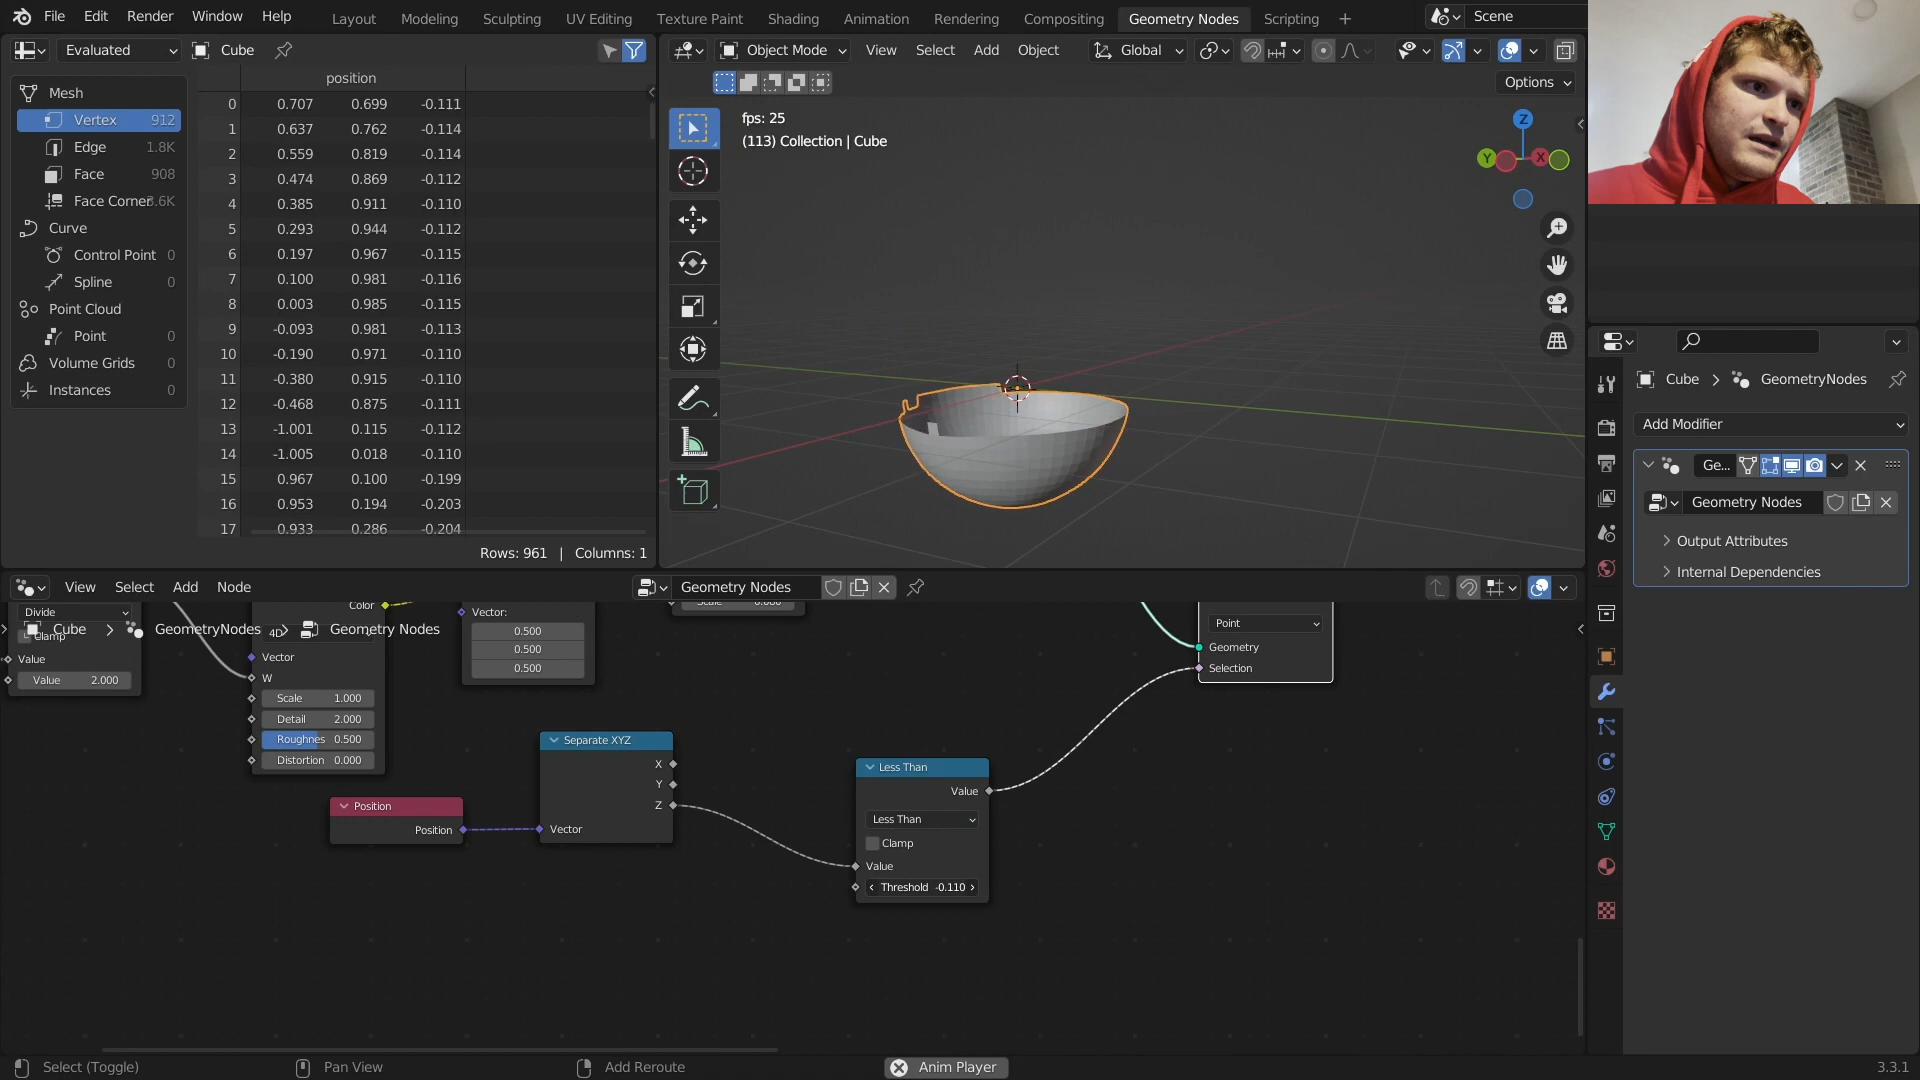 File Edit Render Window Help
Layout Modeling Sculpting UV Editing Texture Paint Shading Animation Rendering Compositing Geometry Nodes Scripting +
Scene
Evaluated Cube
Object Mode View Select Add Object Global
Options
position
Mesh
Vertex 912
Edge 1.8K
Face 908
Face Corner 3.6K
Curve
Control Point 0
Spline 0
Point Cloud
Point 0
Volume Grids 0
Instances 0
0 0.707 0.699 -0.111
1 0.637 0.762 -0.114
2 0.559 0.819 -0.114
3 0.474 0.869 -0.112
4 0.385 0.911 -0.110
5 0.293 0.944 -0.112
6 0.197 0.967 -0.115
7 0.100 0.981 -0.116
8 0.003 0.985 -0.115
9 -0.093 0.981 -0.113
10 -0.190 0.971 -0.110
11 -0.380 0.915 -0.110
12 -0.468 0.875 -0.111
13 -1.001 0.115 -0.112
14 -1.005 0.018 -0.110
15 0.967 0.100 -0.199
16 0.953 0.194 -0.203
17 0.933 0.286 -0.204
Rows: 961 | Columns: 1
fps: 25
(113) Collection | Cube
Z
Y
X
Cube > GeometryNodes
Add Modifier
Ge...
Geometry Nodes
Output Attributes
Internal Dependencies
View Select Add Node
Geometry Nodes
Cube > GeometryNodes > Geometry Nodes
Divide
Clamp
Value
Value 2.000
Color
4D
Vector
W
Scale 1.000
Detail 2.000
Roughnes 0.500
Distortion 0.000
Vector:
0.500
0.500
0.500
Scale 0.000
Point
Geometry
Selection
Separate XYZ
X
Y
Z
Vector
Position
Position
Less Than
Value
Less Than
Clamp
Value
Threshold -0.110
Select (Toggle) Pan View Add Reroute Anim Player 3.3.1